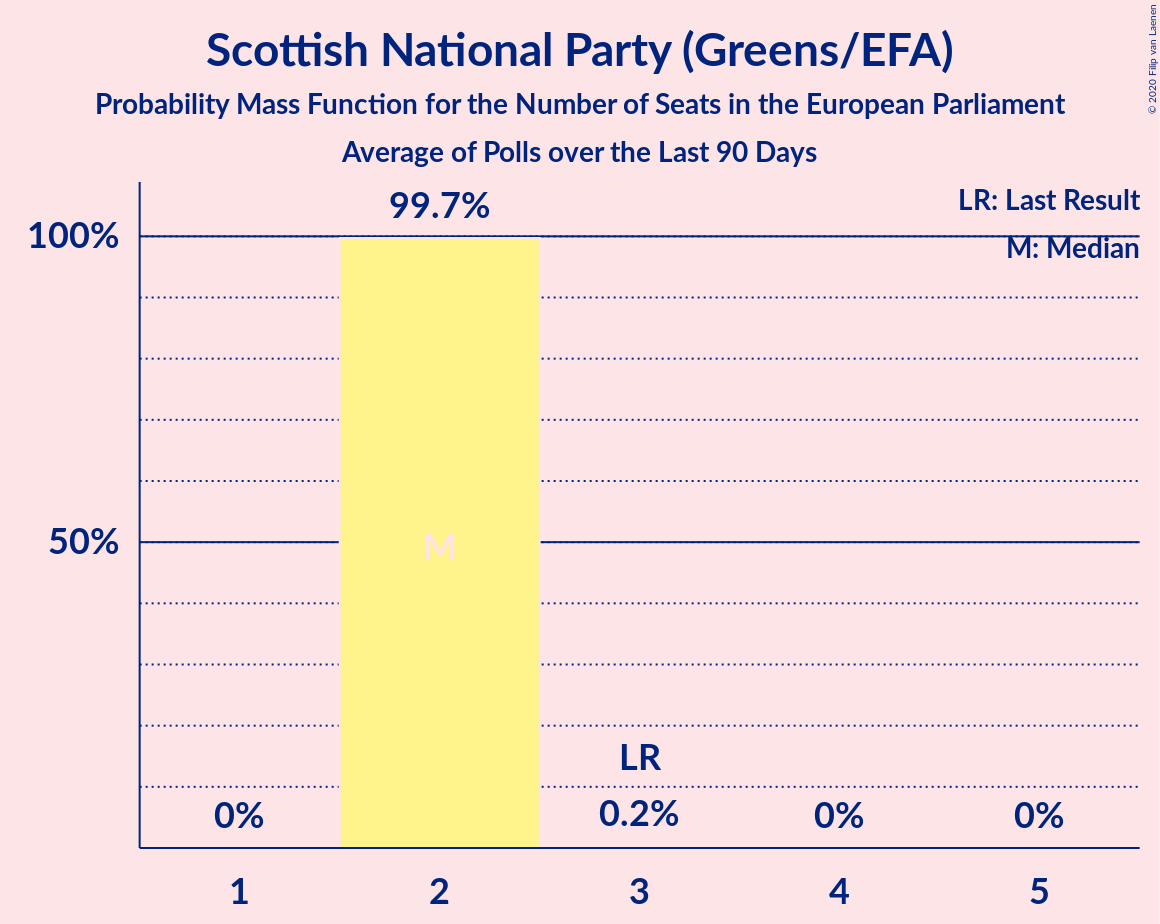 Scottish National Party (Greens/EFA)
Probability Mass Function for the Number of Seats in the European Parliament
Average of Polls over the Last 90 Days
© 2020 Filip van Laenen
LR: Last Result
M: Median
99.7%
100%
50%
M
LR
0%
0.2%
0%
0%
1
2
3
4
5